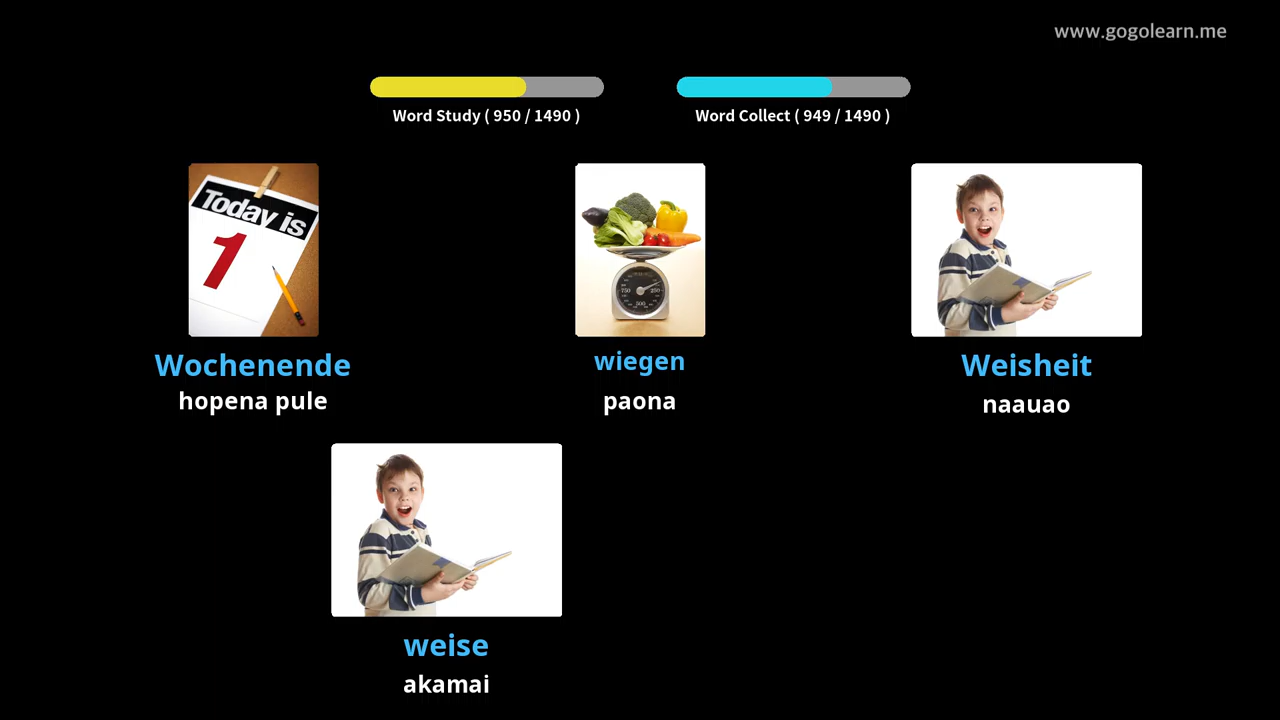 www.gogolearn.me
Word Study ( 950 / 1490 )
Word Collect ( 949 / 1490 )
Today is
1
Wochenende
hopena pule
wiegen
paona
Weisheit
naauao
weise
akamai